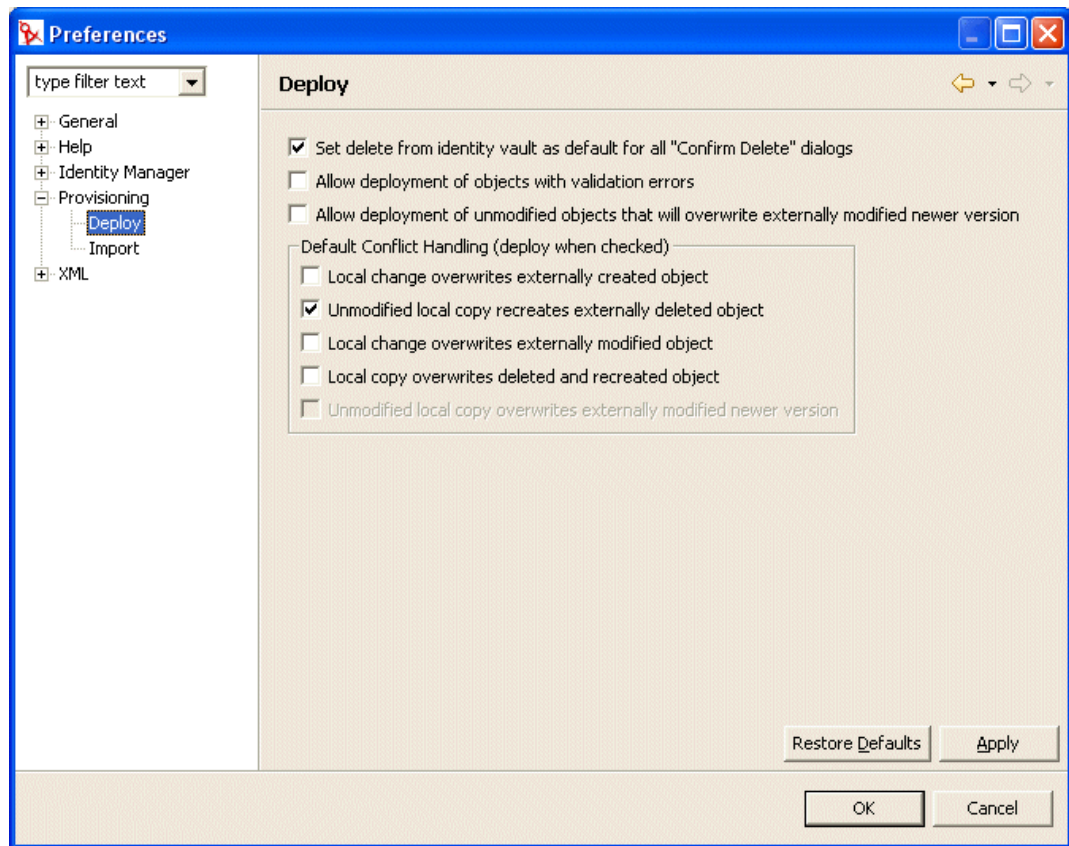 Preferences
type filter text
General
Help
Identity Manager
Provisioning
Deploy
Import
XML
Deploy
Set delete from identity vault as default for all "Confirm Delete" dialogs
Allow deployment of objects with validation errors
Allow deployment of unmodified objects that will overwrite externally modified newer version
Default Conflict Handling (deploy when checked)
Local change overwrites externally created object
Unmodified local copy recreates externally deleted object
Local change overwrites externally modified object
Local copy overwrites deleted and recreated object
Unmodified local copy overwrites externally modified newer version
Restore Defaults
Apply
OK
Cancel